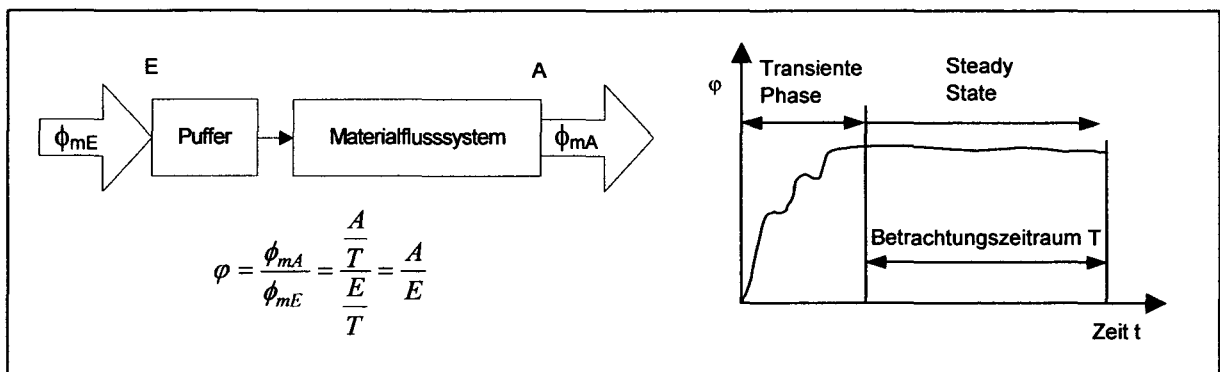 E
A
ϕmE
Puffer
Materialflusssystem
ϕmA
φ = ϕmA / ϕmE = (A / T) / (E / T) = A / E
φ
Transiente
Phase
Steady
State
Betrachtungszeitraum T
Zeit t